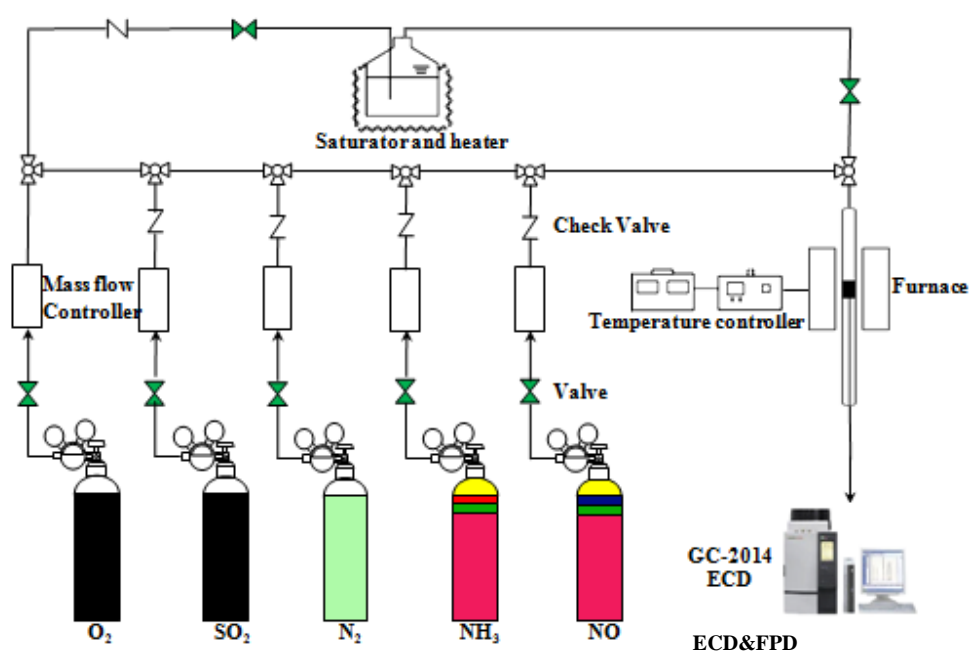 Saturator and heater
Check Valve
Mass flow
Controller
Furnace
Temperature controller
Valve
GC-2014
ECD
O₂
SO₂
N₂
NH₃
NO
ECD&FPD